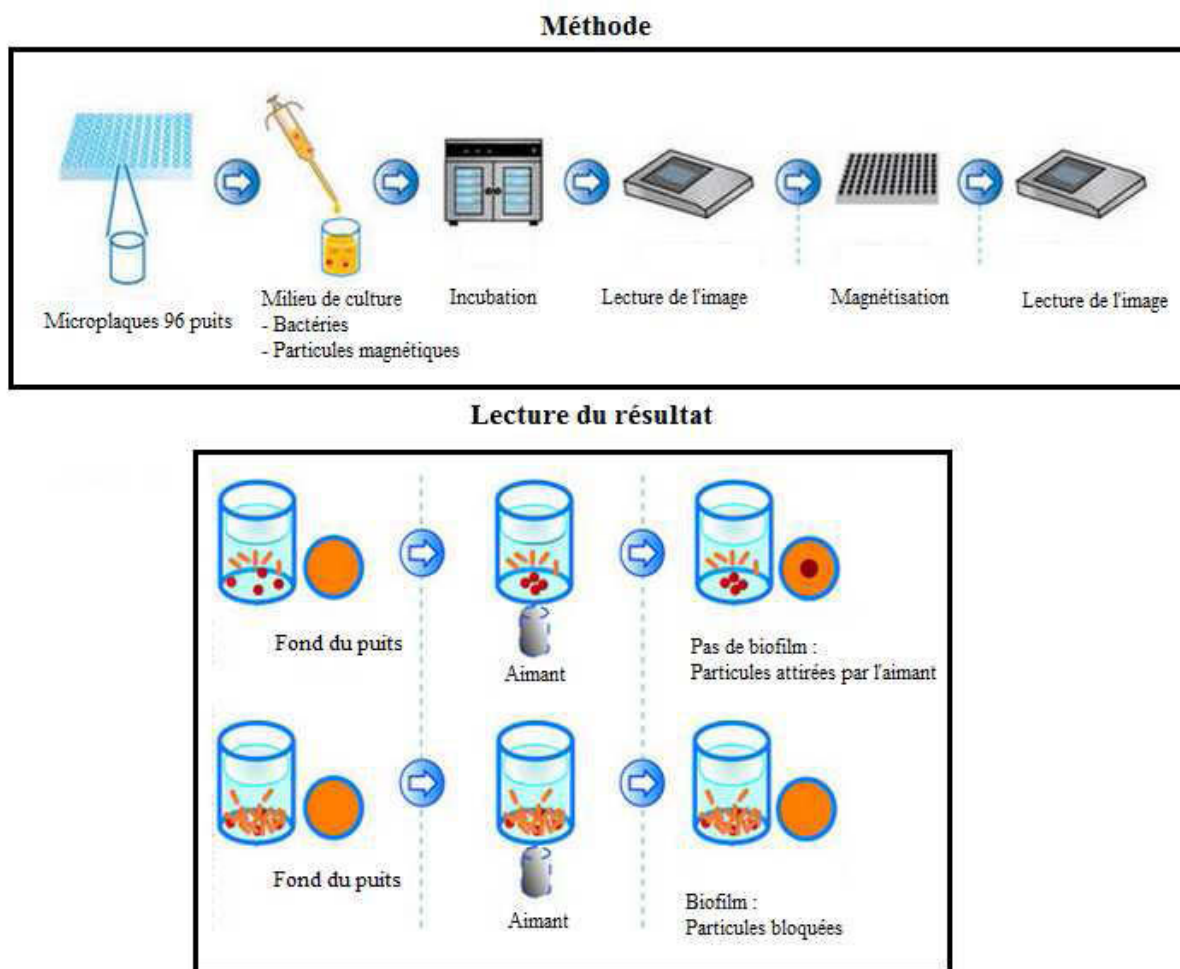 Méthode
Microplaques 96 puits
Milieu de culture
- Bactéries
- Particules magnétiques
Incubation
Lecture de l'image
Magnétisation
Lecture de l'image
Lecture du résultat
Fond du puits
Aimant
Pas de biofilm :
Particules attirées par l'aimant
Fond du puits
Aimant
Biofilm :
Particules bloquées